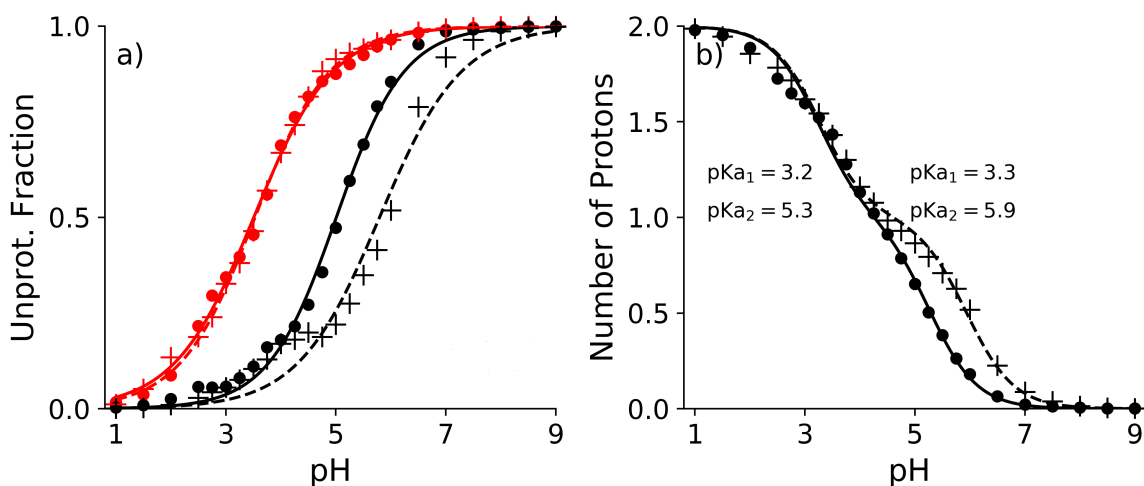 a)
Unprot. Fraction
1.0
0.5
0.0
1 3 5 7 9
pH
b)
Number of Protons
2.0
1.5
1.0
0.5
0.0
pKa₁ = 3.2
pKa₂ = 5.3
pKa₁ = 3.3
pKa₂ = 5.9
1 3 5 7 9
pH